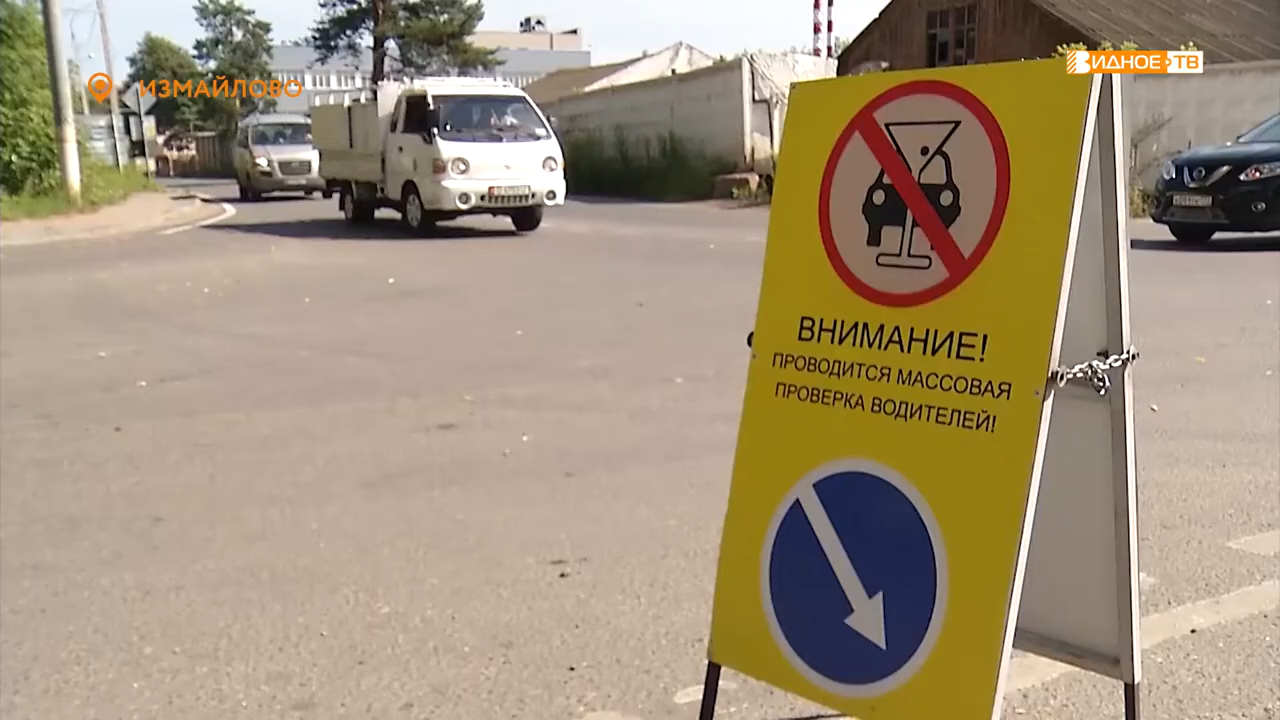 ИЗМАЙЛОВО
ВИДНОЕ ТВ
ВНИМАНИЕ!
ПРОВОДИТСЯ МАССОВАЯ
ПРОВЕРКА ВОДИТЕЛЕЙ!